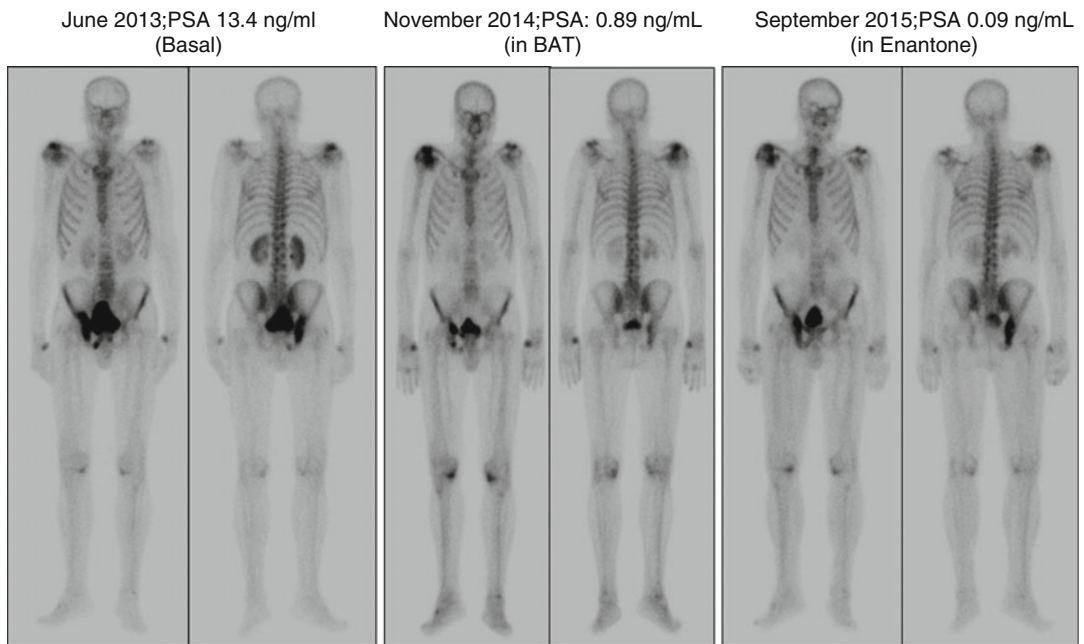 June 2013;PSA 13.4 ng/ml
(Basal)
November 2014;PSA: 0.89 ng/mL
(in BAT)
September 2015;PSA 0.09 ng/mL
(in Enantone)